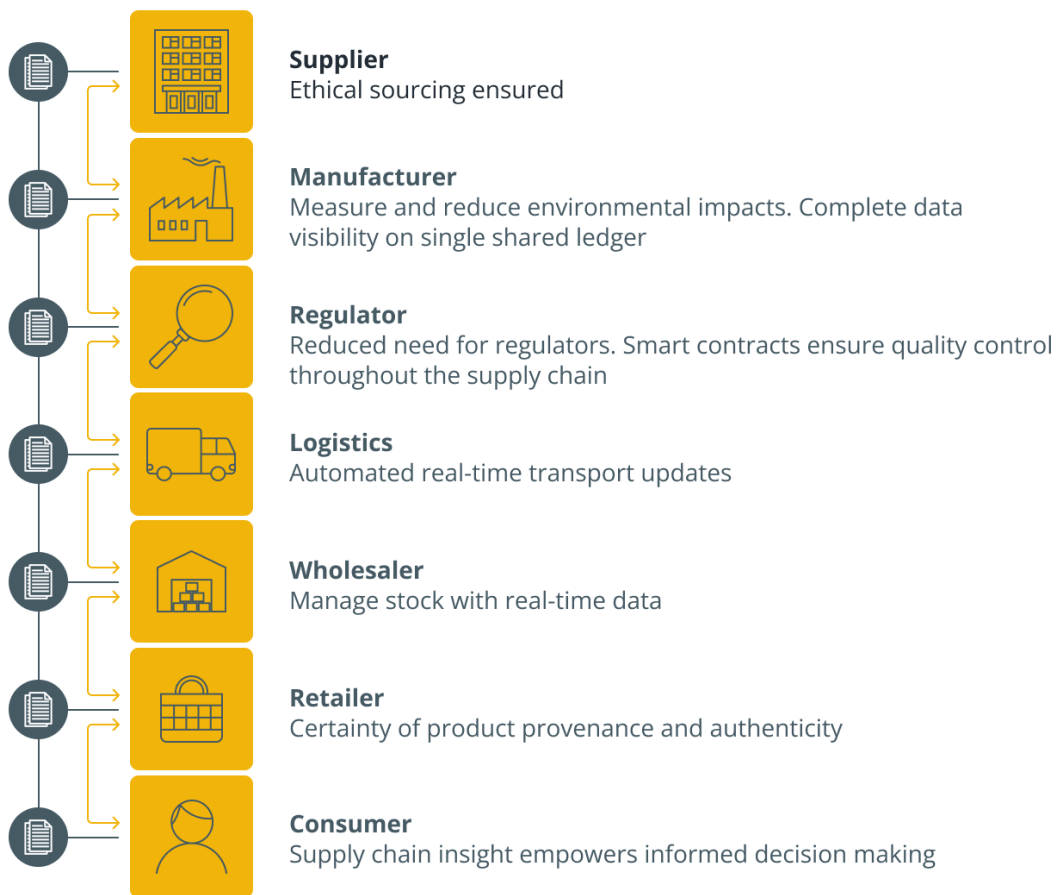 Supplier
Ethical sourcing ensured
Manufacturer
Measure and reduce environmental impacts. Complete data
visibility on single shared ledger
Regulator
Reduced need for regulators. Smart contracts ensure quality control
throughout the supply chain
Logistics
Automated real-time transport updates
Wholesaler
Manage stock with real-time data
Retailer
Certainty of product provenance and authenticity
Consumer
Supply chain insight empowers informed decision making